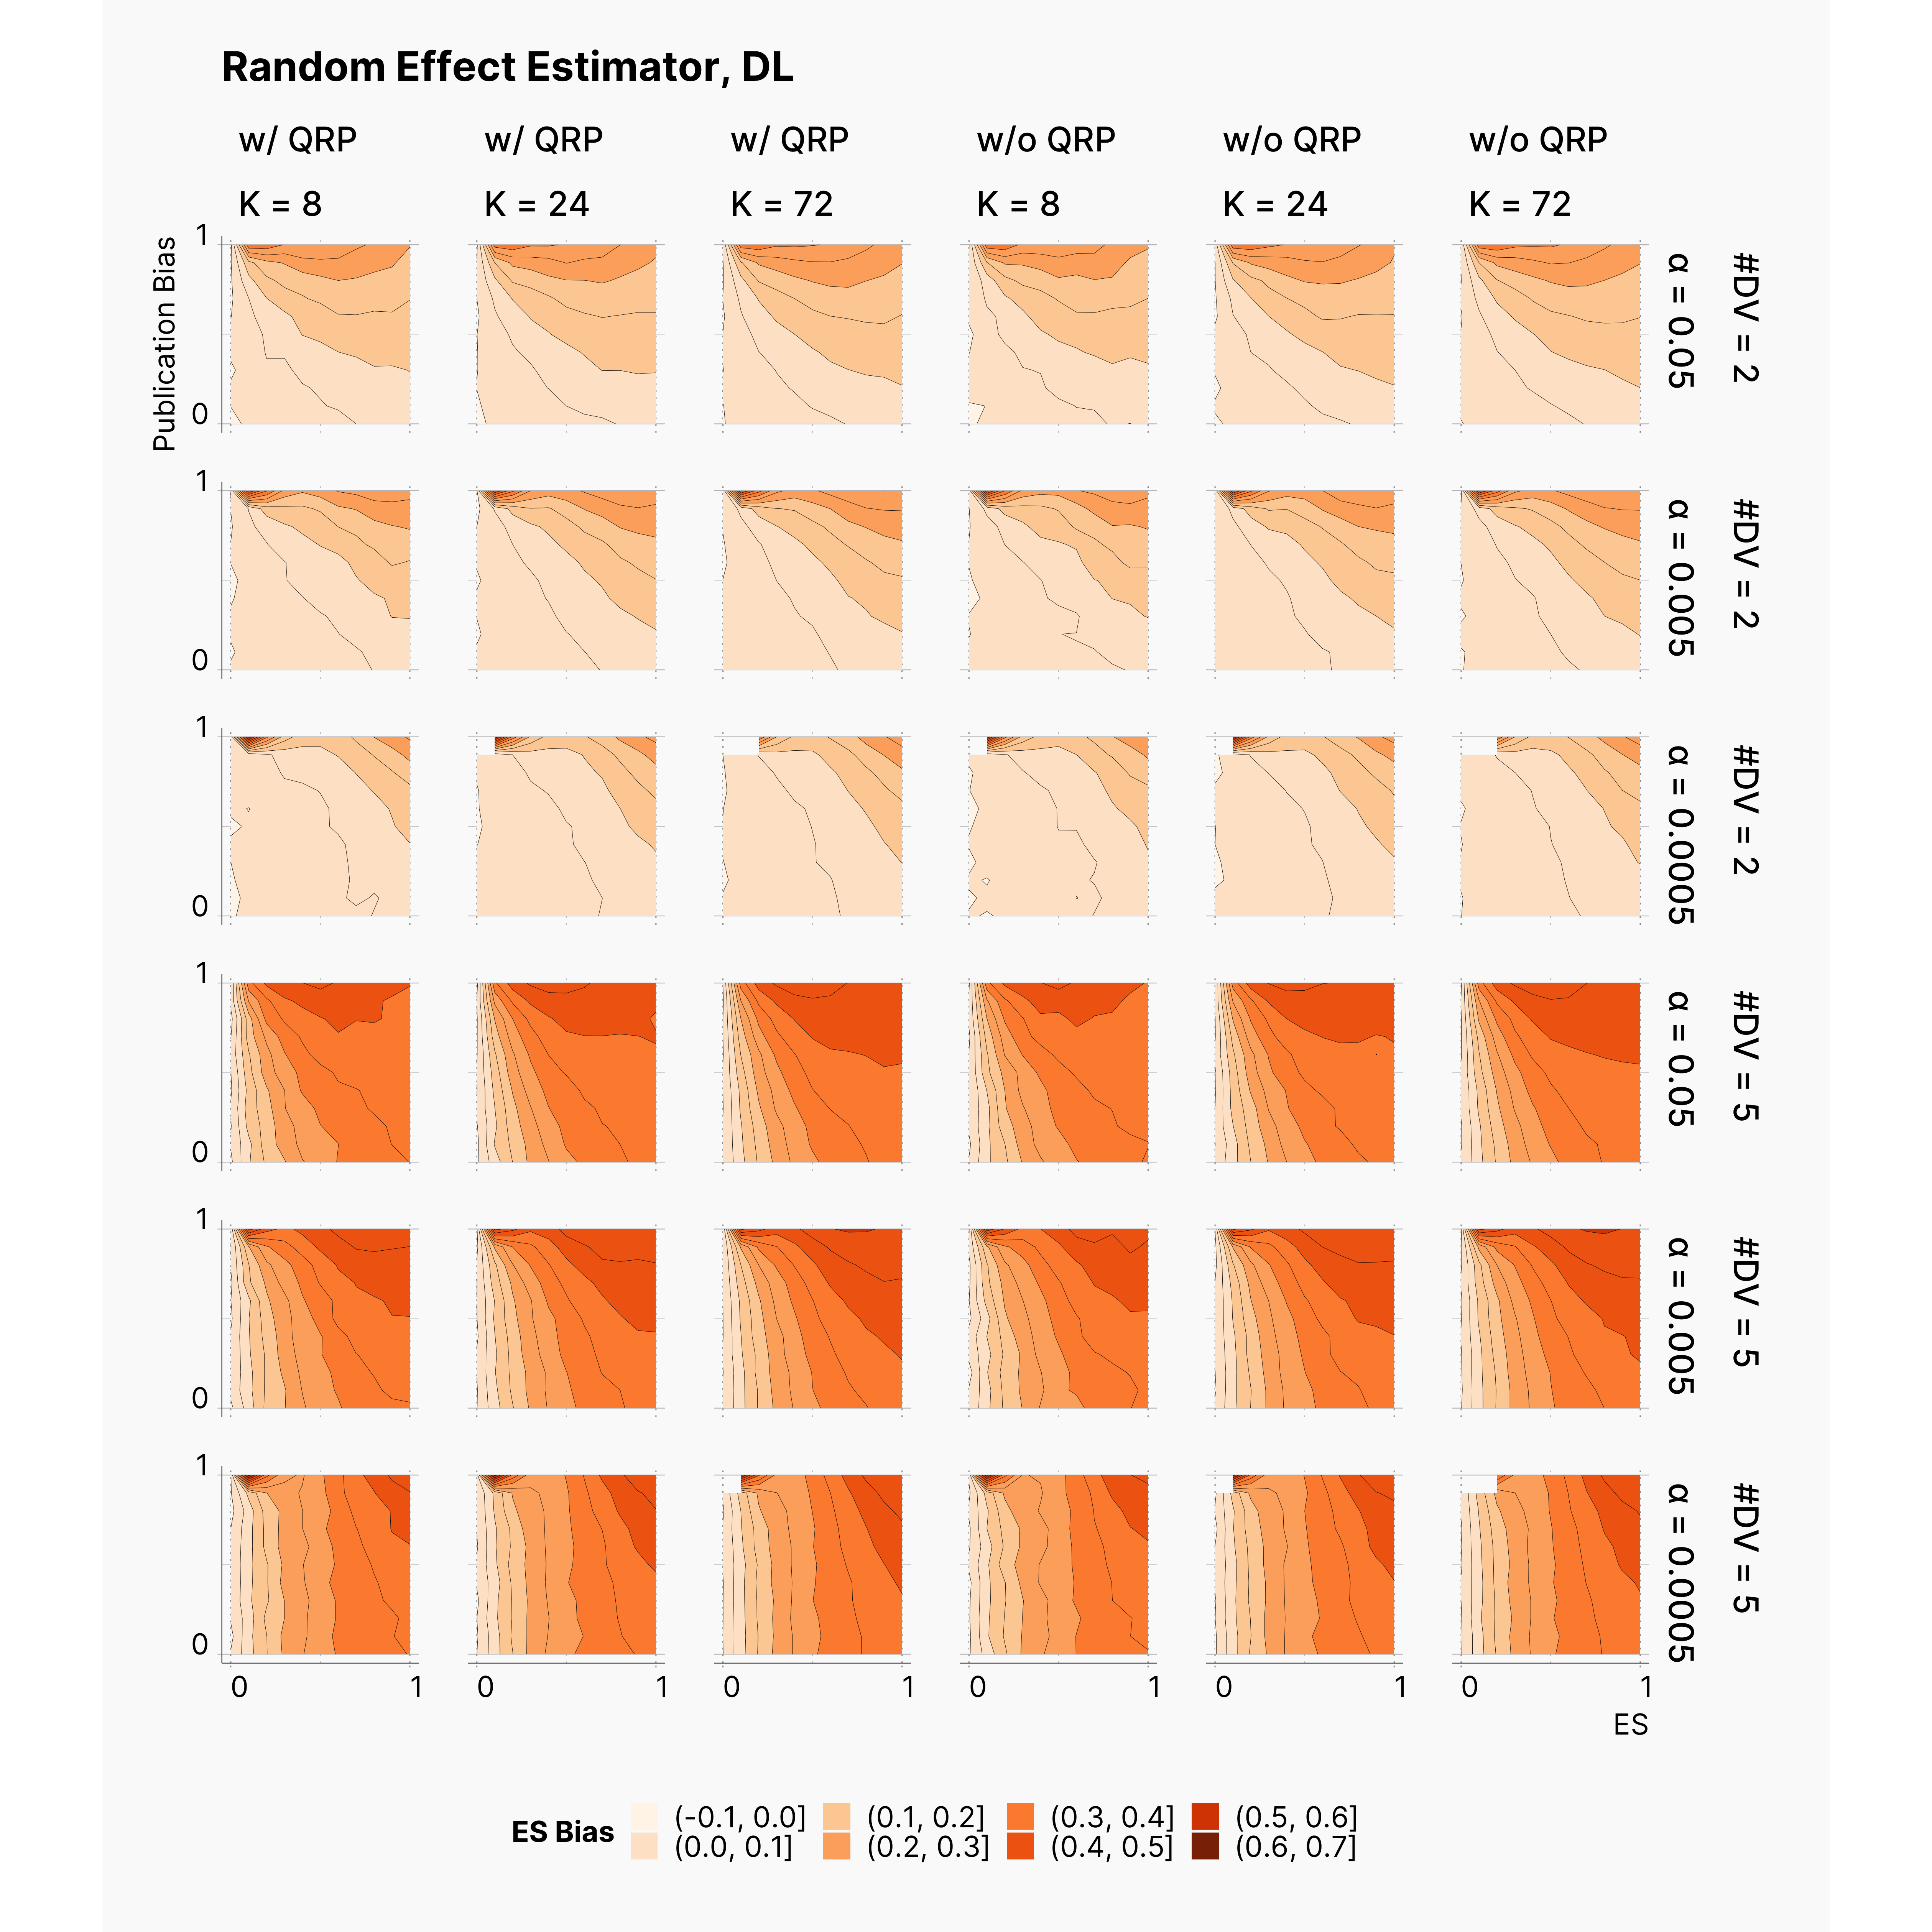 Random Effect Estimator, DL
w/ QRP w/ QRP w/ QRP w/o QRP w/o QRP w/o QRP
K = 8 K = 24 K = 72 K = 8 K = 24 K = 72
Publication Bias
1
0
α = 0.05
#DV = 2
1
0
α = 0.005
#DV = 2
1
0
α = 0.0005
#DV = 2
1
0
α = 0.05
#DV = 5
1
0
α = 0.005
#DV = 5
1
0
α = 0.0005
#DV = 5
0 1 0 1 0 1 0 1 0 1 0 1
ES
ES Bias
(-0.1, 0.0] (0.1, 0.2] (0.3, 0.4] (0.5, 0.6]
(0.0, 0.1] (0.2, 0.3] (0.4, 0.5] (0.6, 0.7]